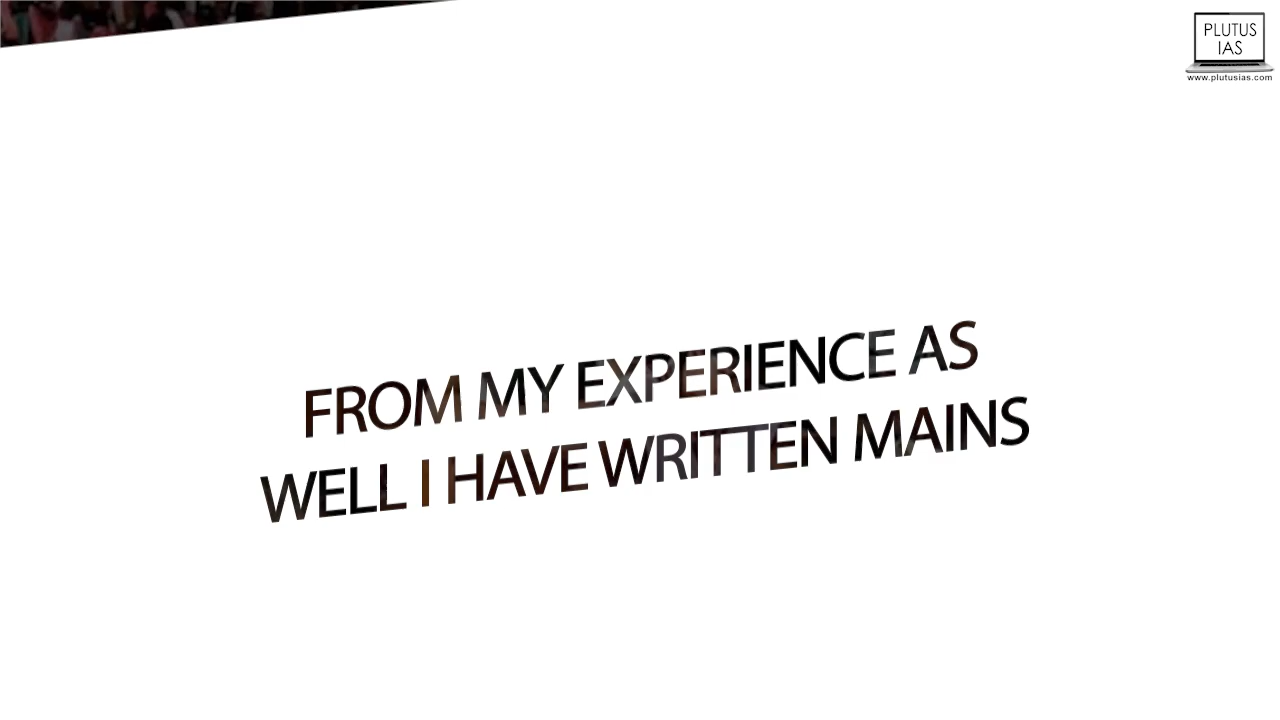 PLUTUS
IAS
www.plutusias.com
FROM MY EXPERIENCE AS
WELL I HAVE WRITTEN MAINS